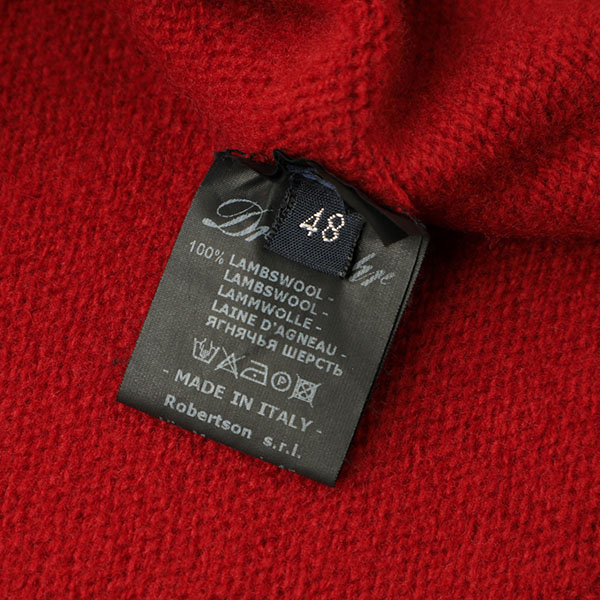 48
100% LAMBSWOOL
LAMBSWOOL -
LAMMWOLLE -
LAINE D'AGNEAU -
ЯГНЯЧЬЯ ШЕРСТЬ
- MADE IN ITALY -
Robertson s.r.l.